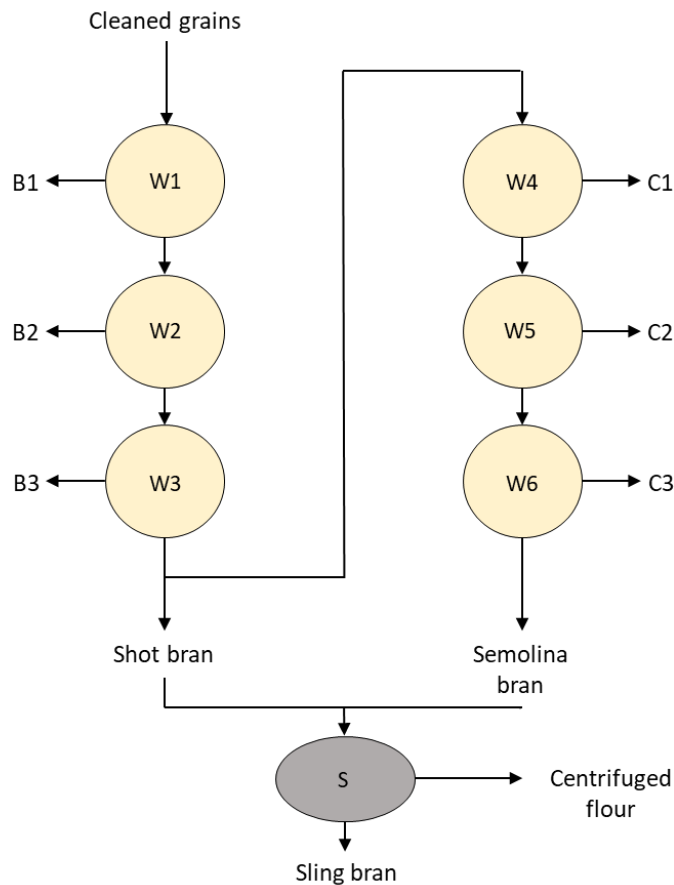 Cleaned grains
B1
W1
W4
C1
B2
W2
W5
C2
B3
W3
W6
C3
Shot bran
Semolina
bran
S
Centrifuged
flour
Sling bran